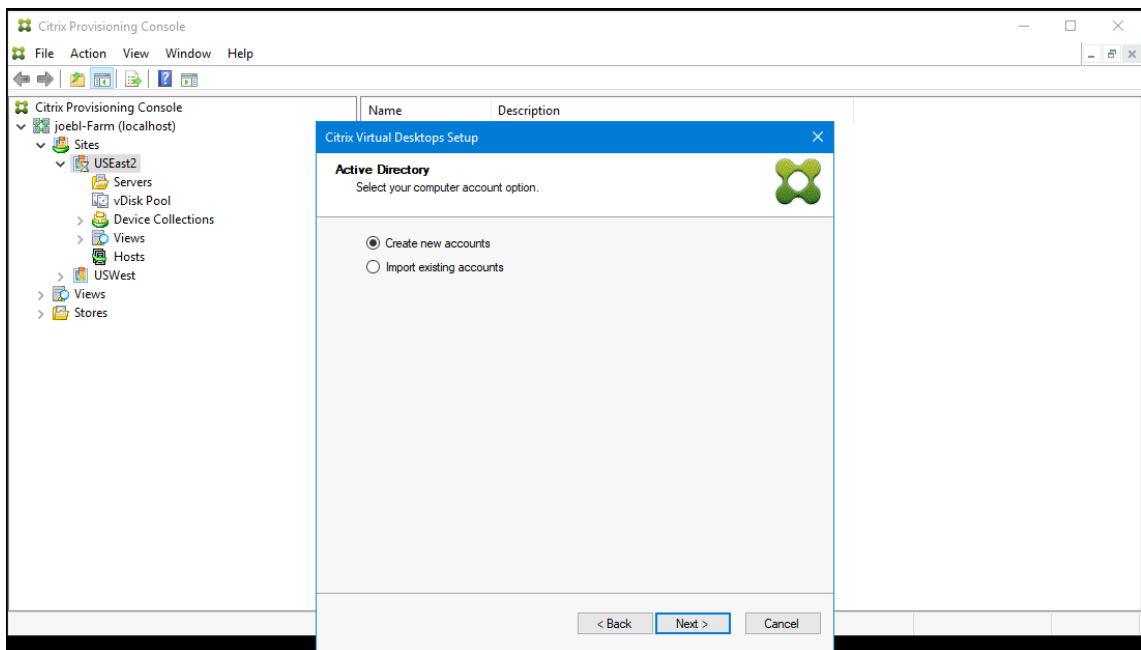 Citrix Provisioning Console
File Action View Window Help
Citrix Provisioning Console
joebl-Farm (localhost)
Sites
USEast2
Servers
vDisk Pool
Device Collections
Views
Hosts
USWest
Views
Stores
Name Description
Citrix Virtual Desktops Setup
Active Directory
Select your computer account option.
Create new accounts
Import existing accounts
< Back Next > Cancel